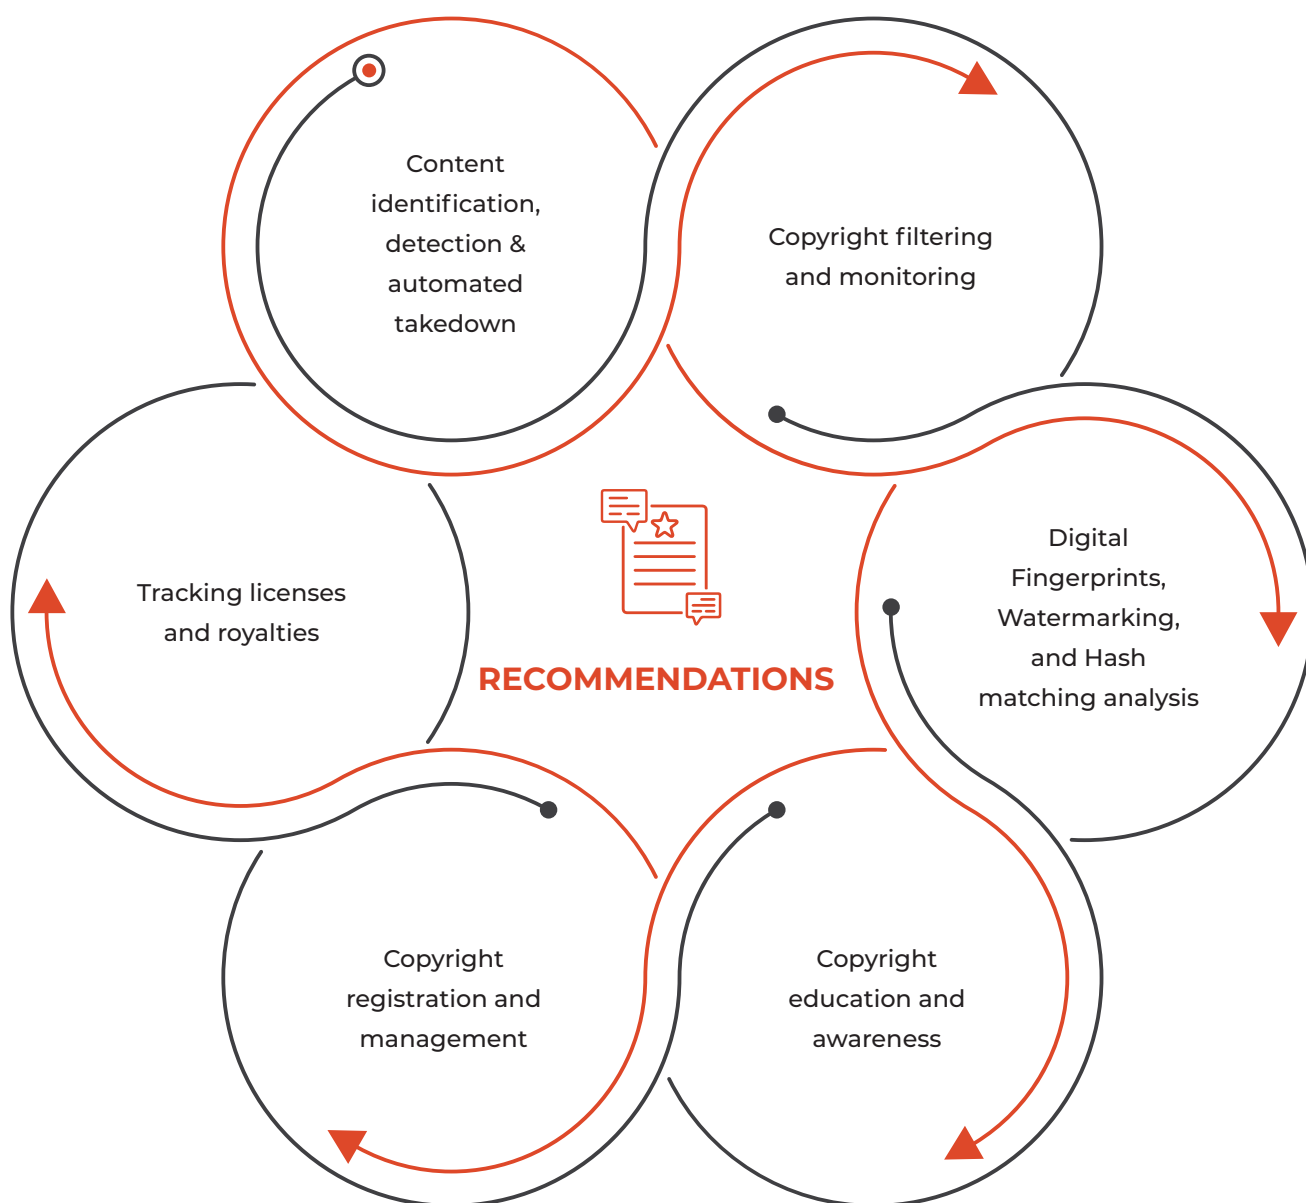 Content
identification,
detection &
automated
takedown
Copyright filtering
and monitoring
Digital
Fingerprints,
Watermarking,
and Hash
matching analysis
Copyright
education and
awareness
Copyright
registration and
management
Tracking licenses
and royalties
RECOMMENDATIONS